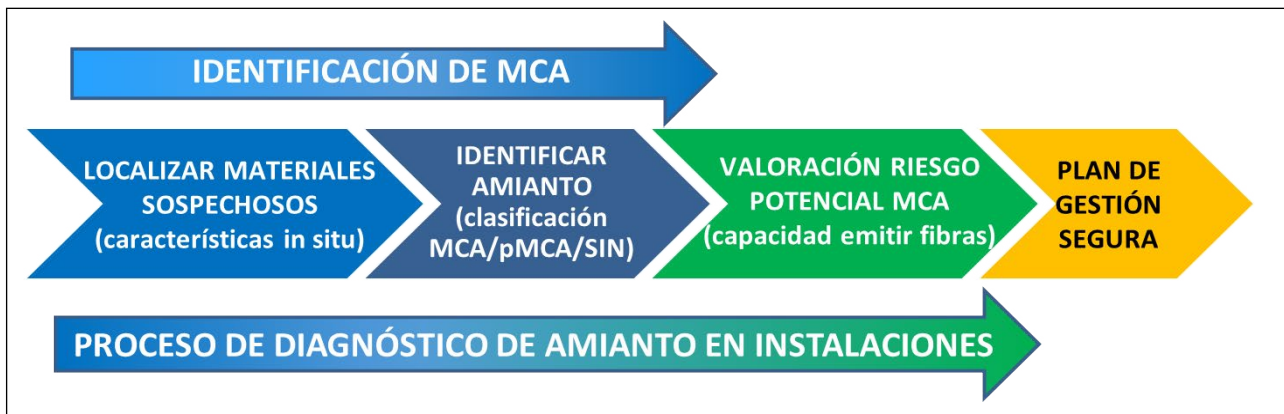 IDENTIFICACIÓN DE MCA
LOCALIZAR MATERIALES
SOSPECHOSOS
(características in situ)
IDENTIFICAR
AMIANTO
(clasificación
MCA/pMCA/SIN)
VALORACIÓN RIESGO
POTENCIAL MCA
(capacidad emitir fibras)
PLAN DE
GESTIÓN
SEGURA
PROCESO DE DIAGNÓSTICO DE AMIANTO EN INSTALACIONES